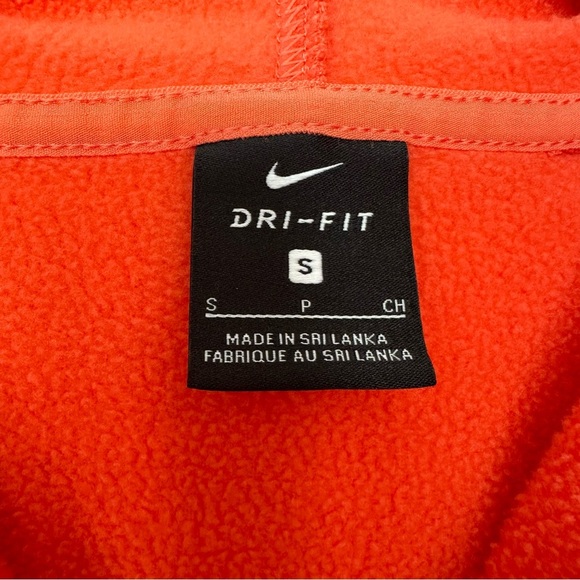 DRI-FIT
S
S P CH
MADE IN SRI LANKA
FABRIQUE AU SRI LANKA